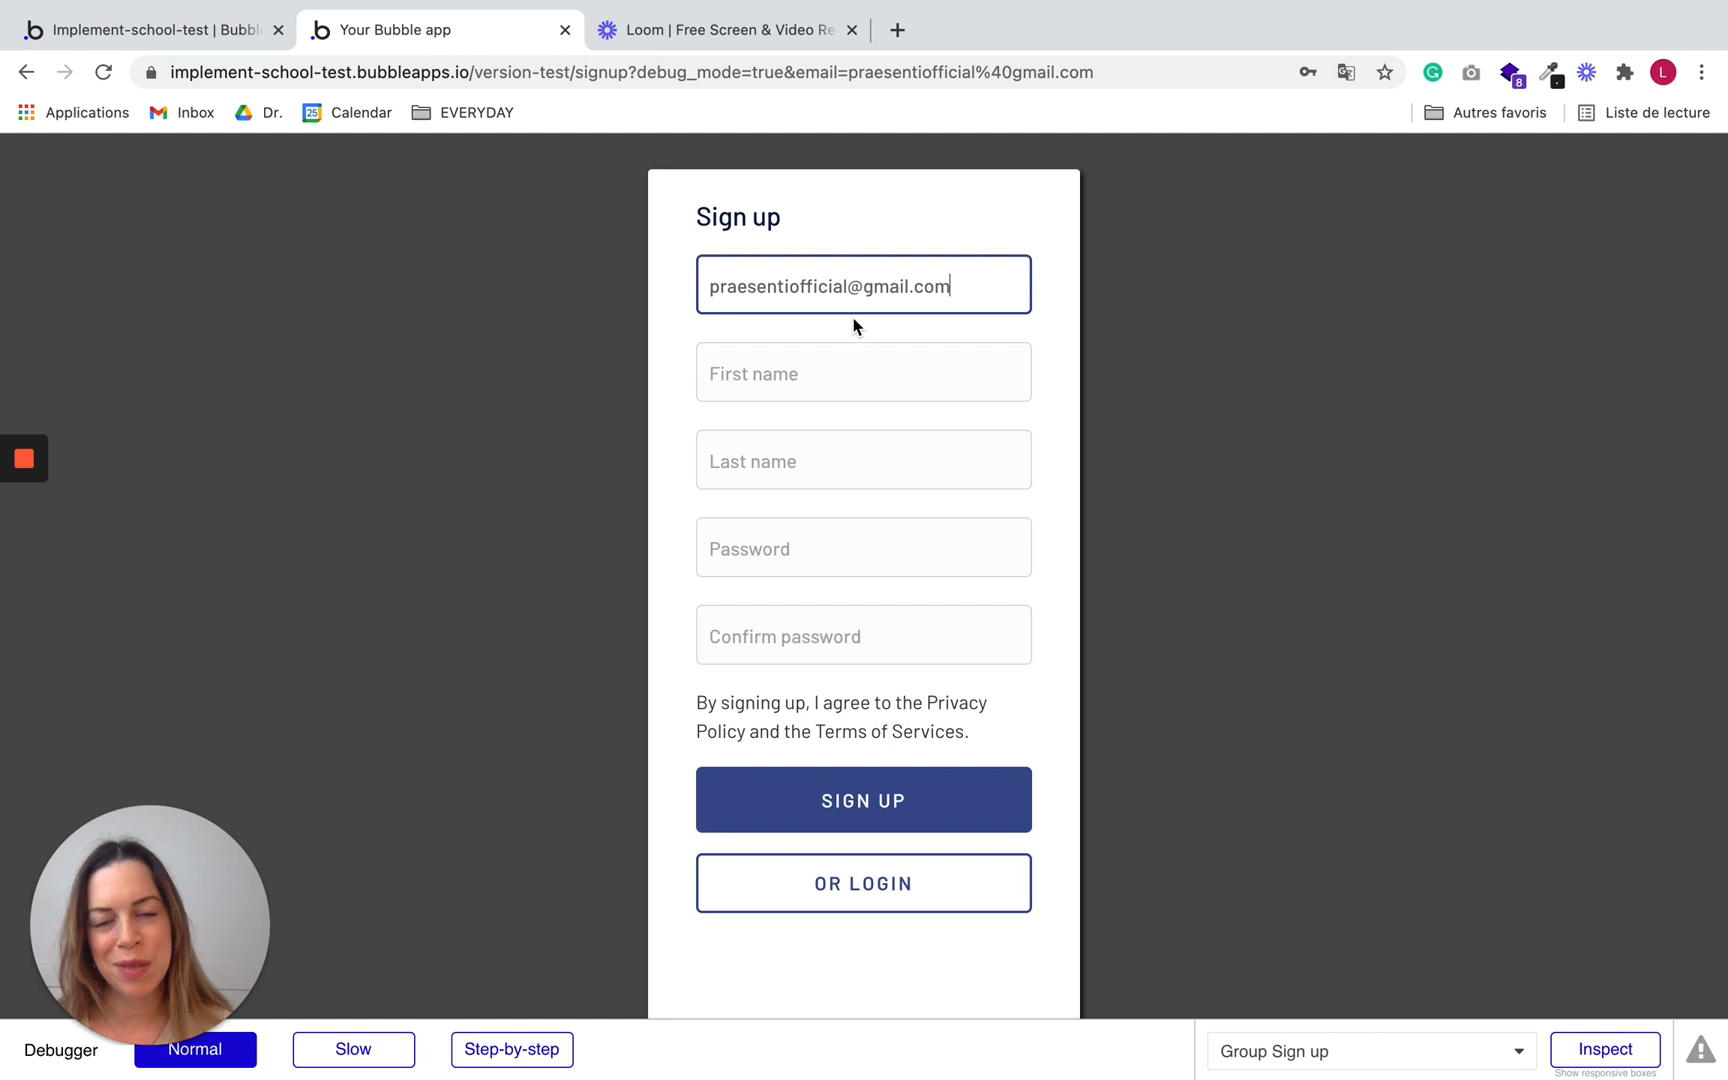 Implement-school-test | Bubbl
Your Bubble app
Loom | Free Screen & Video Re
implement-school-test.bubbleapps.io/version-test/signup?debug_mode=true&email=praesentiofficial%40gmail.com
8
L
Applications
Inbox
Dr.
25
Calendar
EVERYDAY
Autres favoris
Liste de lecture
Sign up
praesentiofficial@gmail.com
First name
Last name
Password
Confirm password
By signing up, I agree to the Privacy
Policy and the Terms of Services.
SIGN UP
OR LOGIN
Debugger
Normal
Slow
Step-by-step
Group Sign up
Inspect
Show responsive boxes